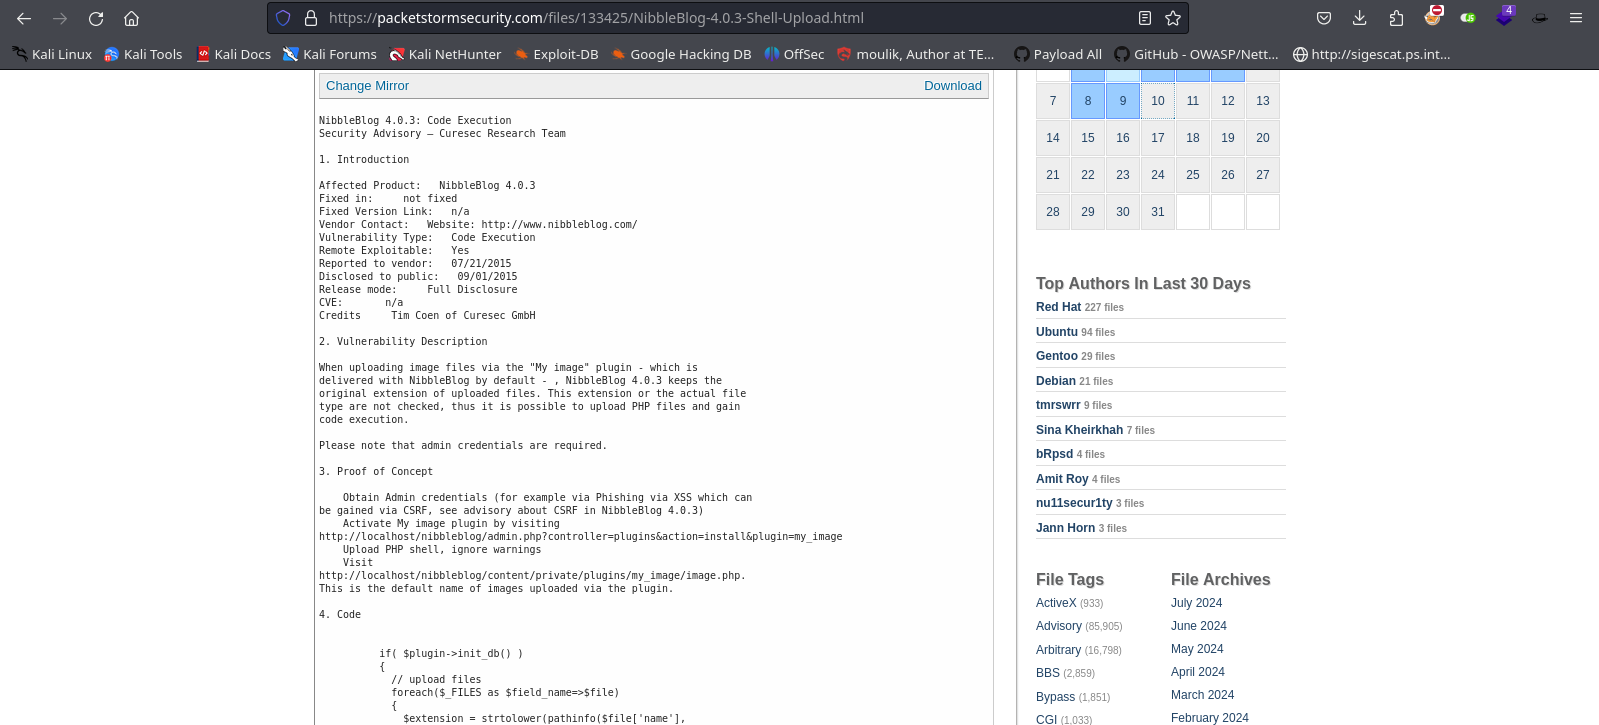 https://packetstormsecurity.com/files/133425/NibbleBlog-4.0.3-Shell-Upload.html
4
Kali Linux Kali Tools Kali Docs Kali Forums Kali NetHunter Exploit-DB Google Hacking DB OffSec moulik, Author at TE... Payload All GitHub - OWASP/Nett... http://sigescat.ps.int...
Change Mirror Download
NibbleBlog 4.0.3: Code Execution
Security Advisory – Curesec Research Team
1. Introduction
Affected Product: NibbleBlog 4.0.3
Fixed in: not fixed
Fixed Version Link: n/a
Vendor Contact: Website: http://www.nibbleblog.com/
Vulnerability Type: Code Execution
Remote Exploitable: Yes
Reported to vendor: 07/21/2015
Disclosed to public: 09/01/2015
Release mode: Full Disclosure
CVE: n/a
Credits Tim Coen of Curesec GmbH
2. Vulnerability Description
When uploading image files via the "My image" plugin - which is
delivered with NibbleBlog by default - , NibbleBlog 4.0.3 keeps the
original extension of uploaded files. This extension or the actual file
type are not checked, thus it is possible to upload PHP files and gain
code execution.
Please note that admin credentials are required.
3. Proof of Concept
Obtain Admin credentials (for example via Phishing via XSS which can
be gained via CSRF, see advisory about CSRF in NibbleBlog 4.0.3)
Activate My image plugin by visiting
http://localhost/nibbleblog/admin.php?controller=plugins&action=install&plugin=my_image
Upload PHP shell, ignore warnings
Visit
http://localhost/nibbleblog/content/private/plugins/my_image/image.php.
This is the default name of images uploaded via the plugin.
4. Code
if( $plugin->init_db() )
{
// upload files
foreach($_FILES as $field_name=>$file)
{
$extension = strtolower(pathinfo($file['name'],
7 8 9 10 11 12 13
14 15 16 17 18 19 20
21 22 23 24 25 26 27
28 29 30 31
Top Authors In Last 30 Days
Red Hat 227 files
Ubuntu 94 files
Gentoo 29 files
Debian 21 files
tmrswrr 9 files
Sina Kheirkhah 7 files
bRpsd 4 files
Amit Roy 4 files
nu11secur1ty 3 files
Jann Horn 3 files
File Tags
ActiveX (933)
Advisory (85,905)
Arbitrary (16,798)
BBS (2,859)
Bypass (1,851)
CGI (1,033)
File Archives
July 2024
June 2024
May 2024
April 2024
March 2024
February 2024